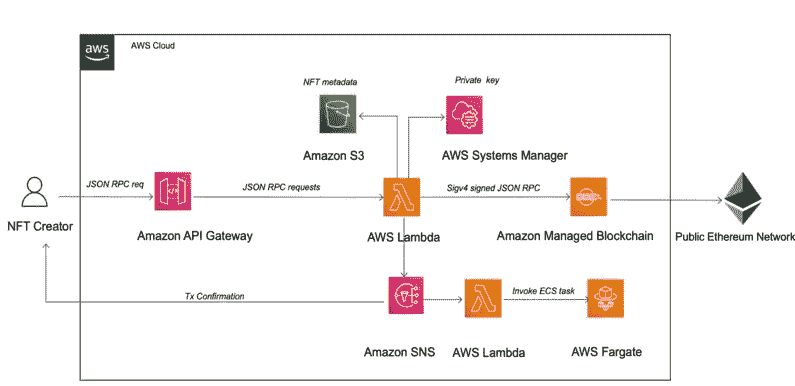 aws
AWS Cloud
NFT metadata
Private key
Amazon S3
AWS Systems Manager
JSON RPC req
JSON RPC requests
Sigv4 signed JSON RPC
NFT Creator
Amazon API Gateway
AWS Lambda
Amazon Managed Blockchain
Public Ethereum Network
Tx Confirmation
Invoke ECS task
Amazon SNS
AWS Lambda
AWS Fargate